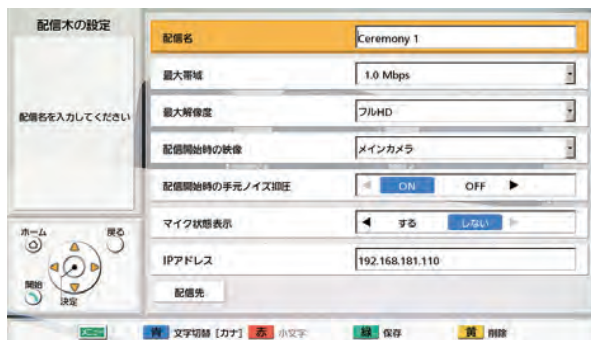 配信木の設定
配信名を入力してください
配信名 Ceremony 1
最大帯域 1.0 Mbps
最大解像度 フルHD
配信開始時の映像 メインカメラ
配信開始時の手元ノイズ抑圧 ON OFF
マイク状態表示 する しない
IPアドレス 192.168.181.110
配信先
ホーム 戻る
開始 決定
メニュー 青 文字切替 [カナ] 赤 小文字 緑 保存 黄 削除